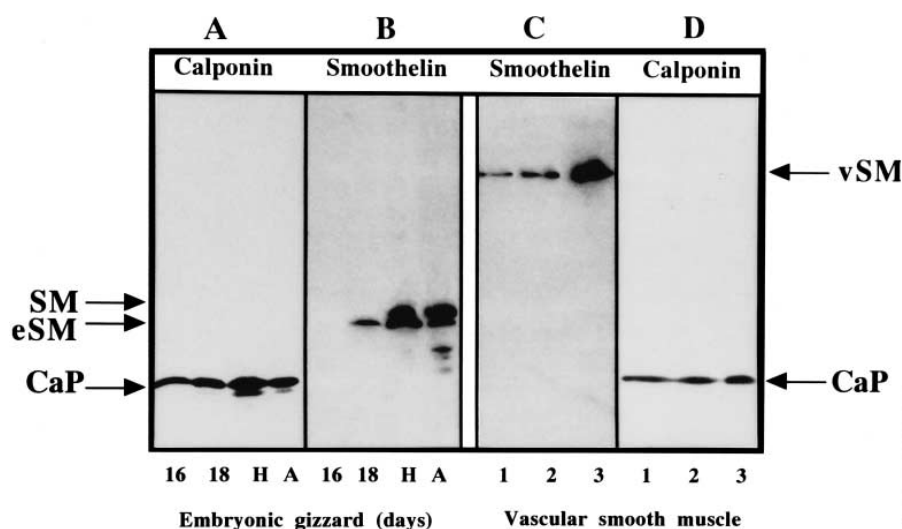 A B C D
Calponin Smoothelin Smoothelin Calponin
vSM
SM
eSM
CaP CaP
16 18 H A 16 18 H A 1 2 3 1 2 3
Embryonic gizzard (days) Vascular smooth muscle